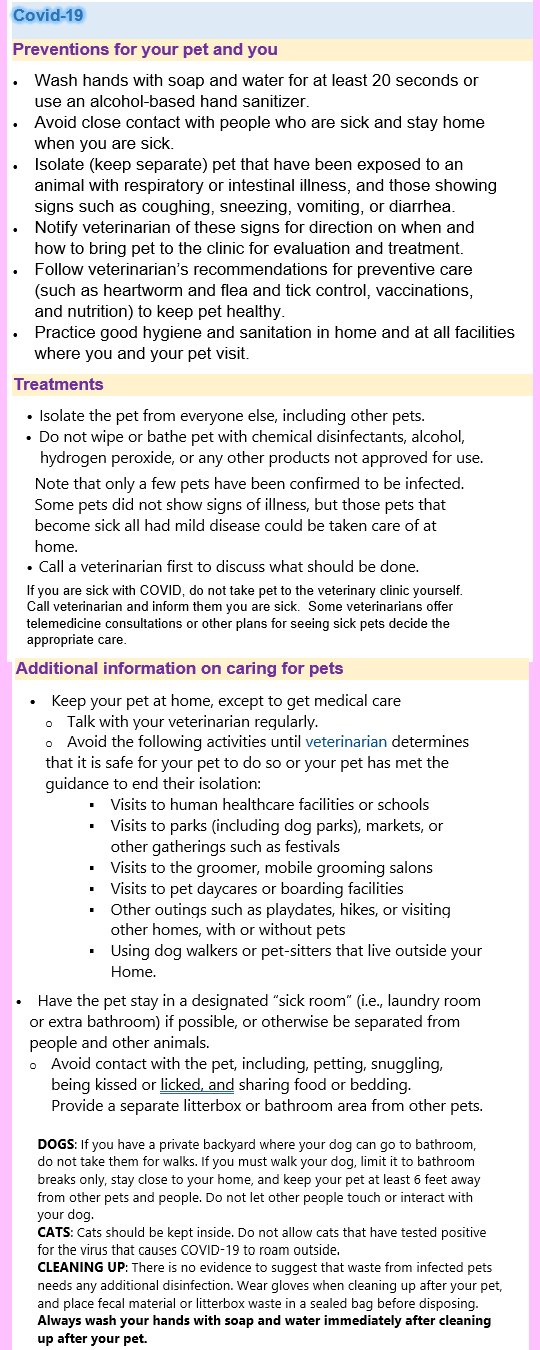 Covid-19
Preventions for your pet and you
• Wash hands with soap and water for at least 20 seconds or
use an alcohol-based hand sanitizer.
• Avoid close contact with people who are sick and stay home
when you are sick.
• Isolate (keep separate) pet that have been exposed to an
animal with respiratory or intestinal illness, and those showing
signs such as coughing, sneezing, vomiting, or diarrhea.
• Notify veterinarian of these signs for direction on when and
how to bring pet to the clinic for evaluation and treatment.
• Follow veterinarian's recommendations for preventive care
(such as heartworm and flea and tick control, vaccinations,
and nutrition) to keep pet healthy.
• Practice good hygiene and sanitation in home and at all facilities
where you and your pet visit.
Treatments
• Isolate the pet from everyone else, including other pets.
• Do not wipe or bathe pet with chemical disinfectants, alcohol,
hydrogen peroxide, or any other products not approved for use.
Note that only a few pets have been confirmed to be infected.
Some pets did not show signs of illness, but those pets that
become sick all had mild disease could be taken care of at
home.
• Call a veterinarian first to discuss what should be done.
If you are sick with COVID, do not take pet to the veterinary clinic yourself.
Call veterinarian and inform them you are sick. Some veterinarians offer
telemedicine consultations or other plans for seeing sick pets decide the
appropriate care.
Additional information on caring for pets
• Keep your pet at home, except to get medical care
o Talk with your veterinarian regularly.
o Avoid the following activities until veterinarian determines
that it is safe for your pet to do so or your pet has met the
guidance to end their isolation:
▪ Visits to human healthcare facilities or schools
▪ Visits to parks (including dog parks), markets, or
other gatherings such as festivals
▪ Visits to the groomer, mobile grooming salons
▪ Visits to pet daycares or boarding facilities
▪ Other outings such as playdates, hikes, or visiting
other homes, with or without pets
▪ Using dog walkers or pet-sitters that live outside your
Home.
• Have the pet stay in a designated “sick room” (i.e., laundry room
or extra bathroom) if possible, or otherwise be separated from
people and other animals.
o Avoid contact with the pet, including, petting, snuggling,
being kissed or licked, and sharing food or bedding.
Provide a separate litterbox or bathroom area from other pets.
DOGS: If you have a private backyard where your dog can go to bathroom,
do not take them for walks. If you must walk your dog, limit it to bathroom
breaks only, stay close to your home, and keep your pet at least 6 feet away
from other pets and people. Do not let other people touch or interact with
your dog.
CATS: Cats should be kept inside. Do not allow cats that have tested positive
for the virus that causes COVID-19 to roam outside.
CLEANING UP: There is no evidence to suggest that waste from infected pets
needs any additional disinfection. Wear gloves when cleaning up after your pet,
and place fecal material or litterbox waste in a sealed bag before disposing.
Always wash your hands with soap and water immediately after cleaning
up after your pet.